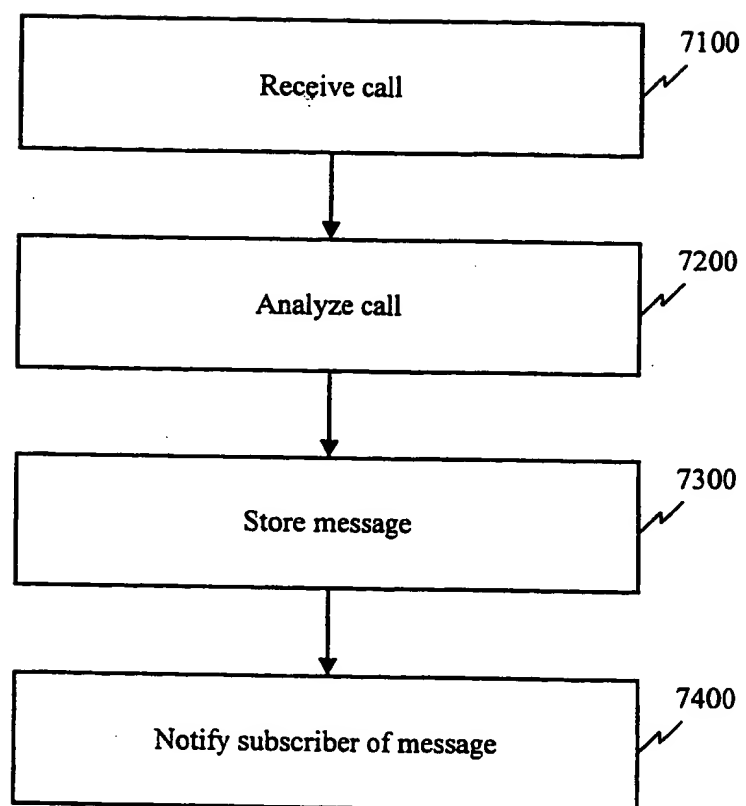 7100
Receive call
7200
Analyze call
7300
Store message
7400
Notify subscriber of message